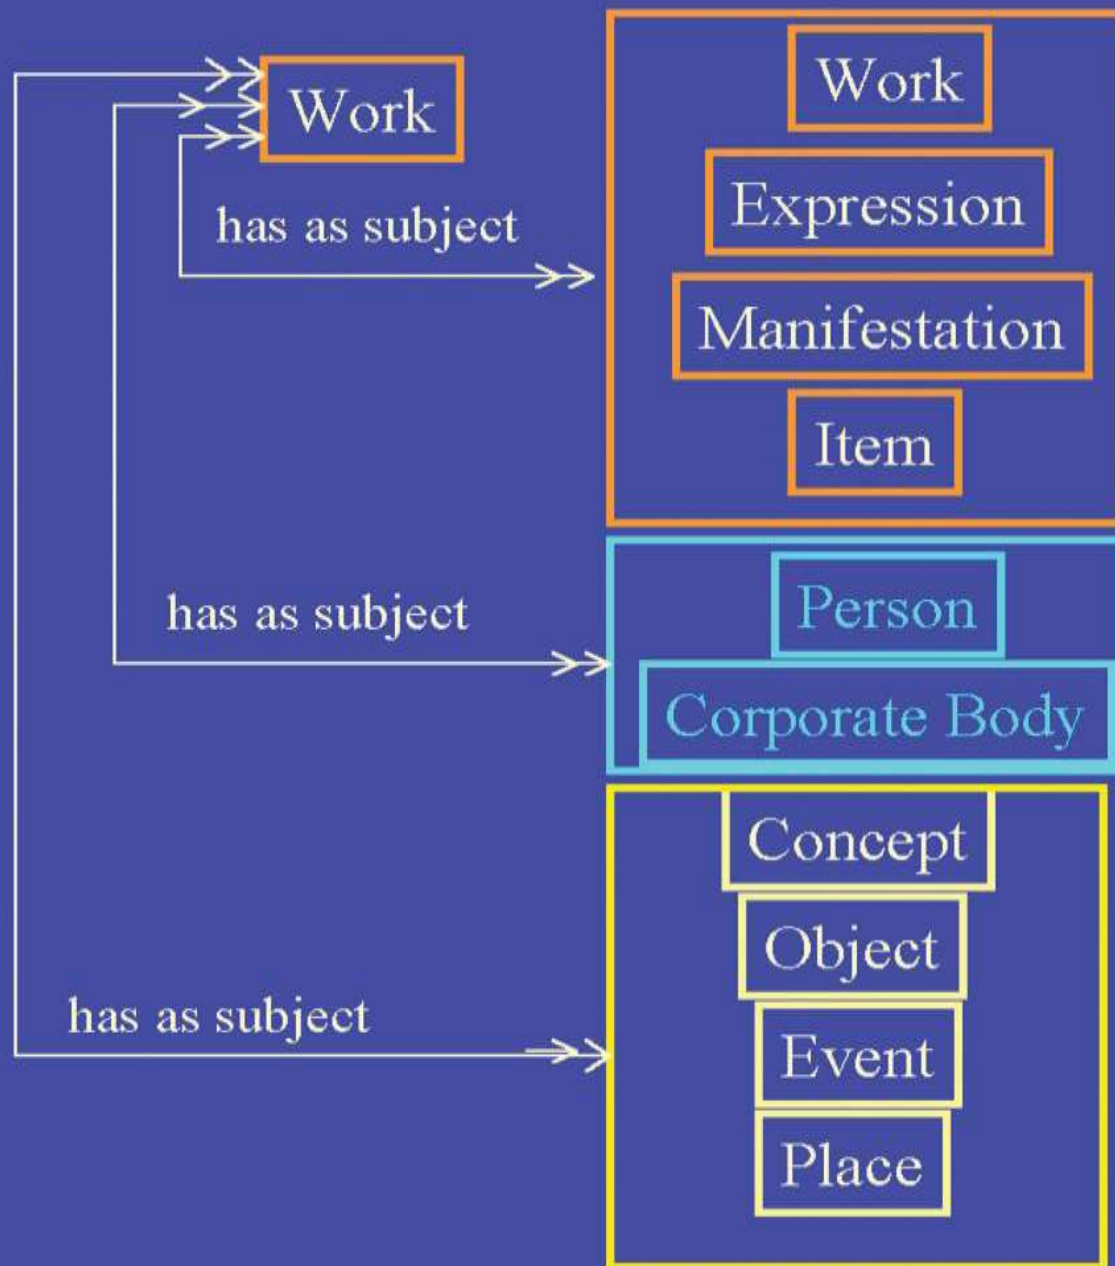 Work
has as subject
has as subject
has as subject
Work
Expression
Manifestation
Item
Person
Corporate Body
Concept
Object
Event
Place